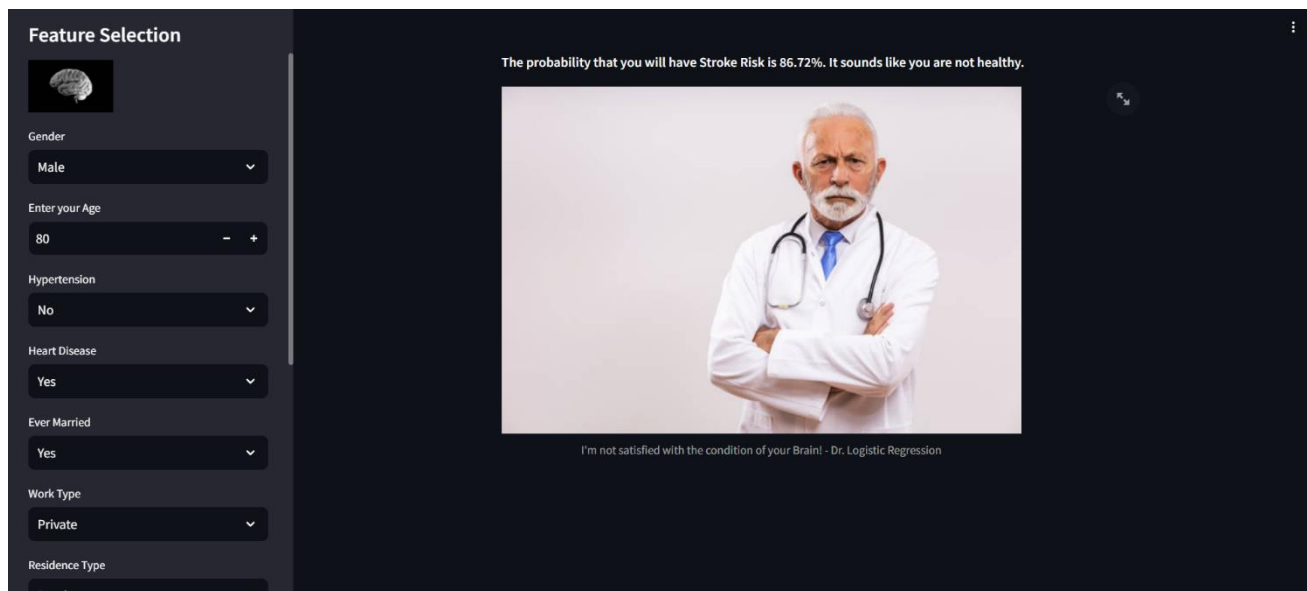 Feature Selection
Gender
Male
Enter your Age
80
Hypertension
No
Heart Disease
Yes
Ever Married
Yes
Work Type
Private
Residence Type
The probability that you will have Stroke Risk is 86.72%. It sounds like you are not healthy.
I'm not satisfied with the condition of your Brain! - Dr. Logistic Regression